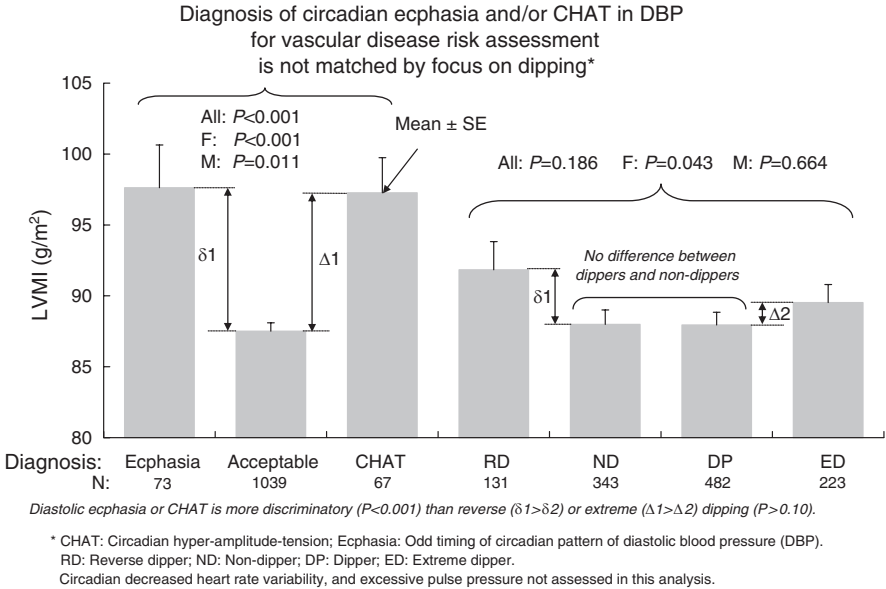 Diagnosis of circadian ecphasia and/or CHAT in DBP
for vascular disease risk assessment
is not matched by focus on dipping*
105
100
95
90
85
80
LVMI (g/m²)
All: P<0.001
F: P<0.001
M: P=0.011
Mean ± SE
All: P=0.186 F: P=0.043 M: P=0.664
δ1
Δ1
No difference between
dippers and non-dippers
δ1
Δ2
Diagnosis: Ecphasia Acceptable CHAT RD ND DP ED
N: 73 1039 67 131 343 482 223
Diastolic ecphasia or CHAT is more discriminatory (P<0.001) than reverse (δ1>δ2) or extreme (Δ1>Δ2) dipping (P>0.10).
* CHAT: Circadian hyper-amplitude-tension; Ecphasia: Odd timing of circadian pattern of diastolic blood pressure (DBP).
RD: Reverse dipper; ND: Non-dipper; DP: Dipper; ED: Extreme dipper.
Circadian decreased heart rate variability, and excessive pulse pressure not assessed in this analysis.